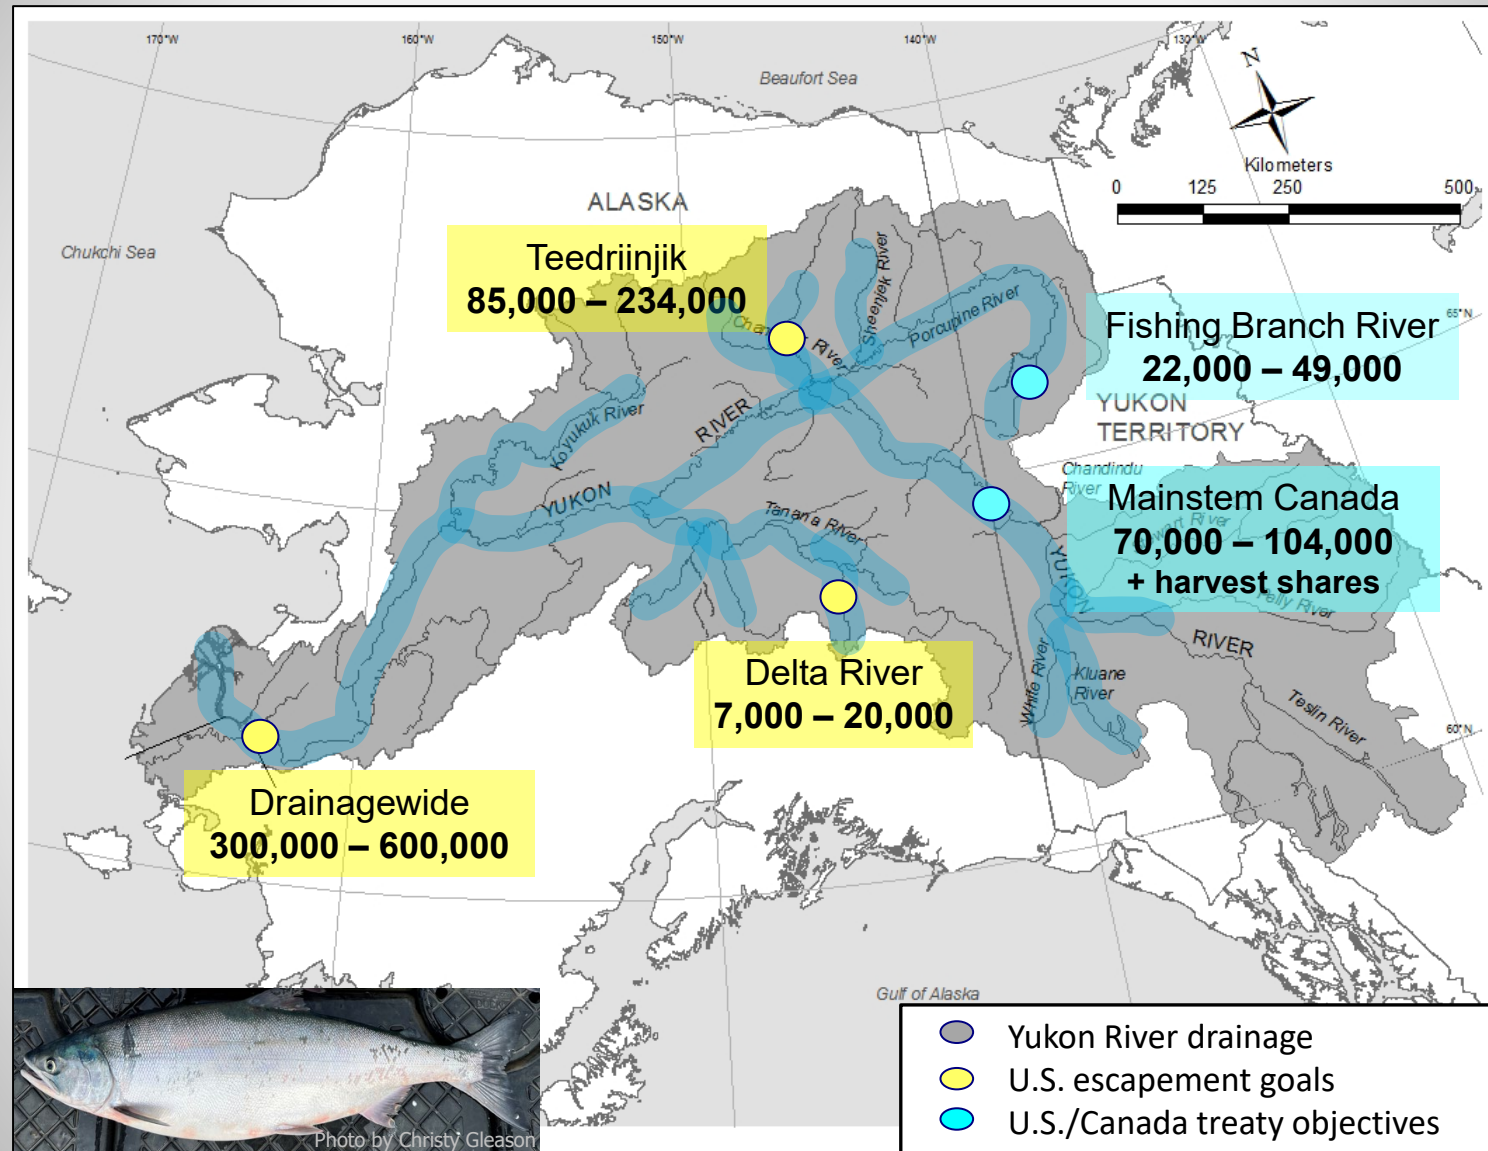 170°W
160°W
150°W
140°W
130°W
Beaufort Sea
N
Kilometers
0 125 250 500
ALASKA
Chukchi Sea
Teedriinjik
85,000 – 234,000
Sheenjek River
Porcupine River
River
Fishing Branch River
22,000 – 49,000
65°N
YUKON
TERRITORY
Koyukuk River
RIVER
YUKON
Chandindu
River
Mainstem Canada
70,000 – 104,000
+ harvest shares
Tanana River
YUKON
Pelly River
RIVER
Delta River
7,000 – 20,000
White River
Kluane
River
Teslin River
60°N
Drainagewide
300,000 – 600,000
Gulf of Alaska
Yukon River drainage
U.S. escapement goals
U.S./Canada treaty objectives
Photo by Christy Gleason